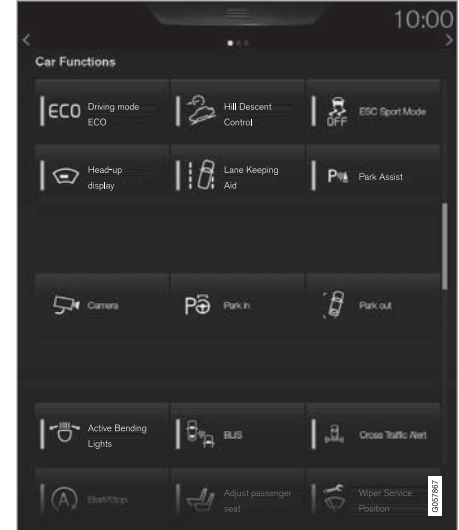 10:00
Car Functions
ECO Driving mode
ECO
Hill Descent
Control
OFF ESC Sport Mode
Head-up
display
Lane Keeping
Aid
P Park Assist
Camera
P Park in
Park out
Active Bending
Lights
BLIS
Cross Traffic Alert
A Start/Stop
Adjust passenger
seat
Wiper Service
Position
G057867